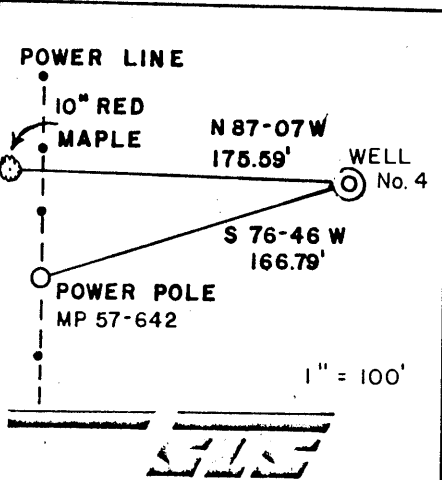 POWER LINE
10" RED
MAPLE
N 87-07 W
175.59'
WELL
No. 4
S 76-46 W
166.79'
POWER POLE
MP 57-642
1" = 100'